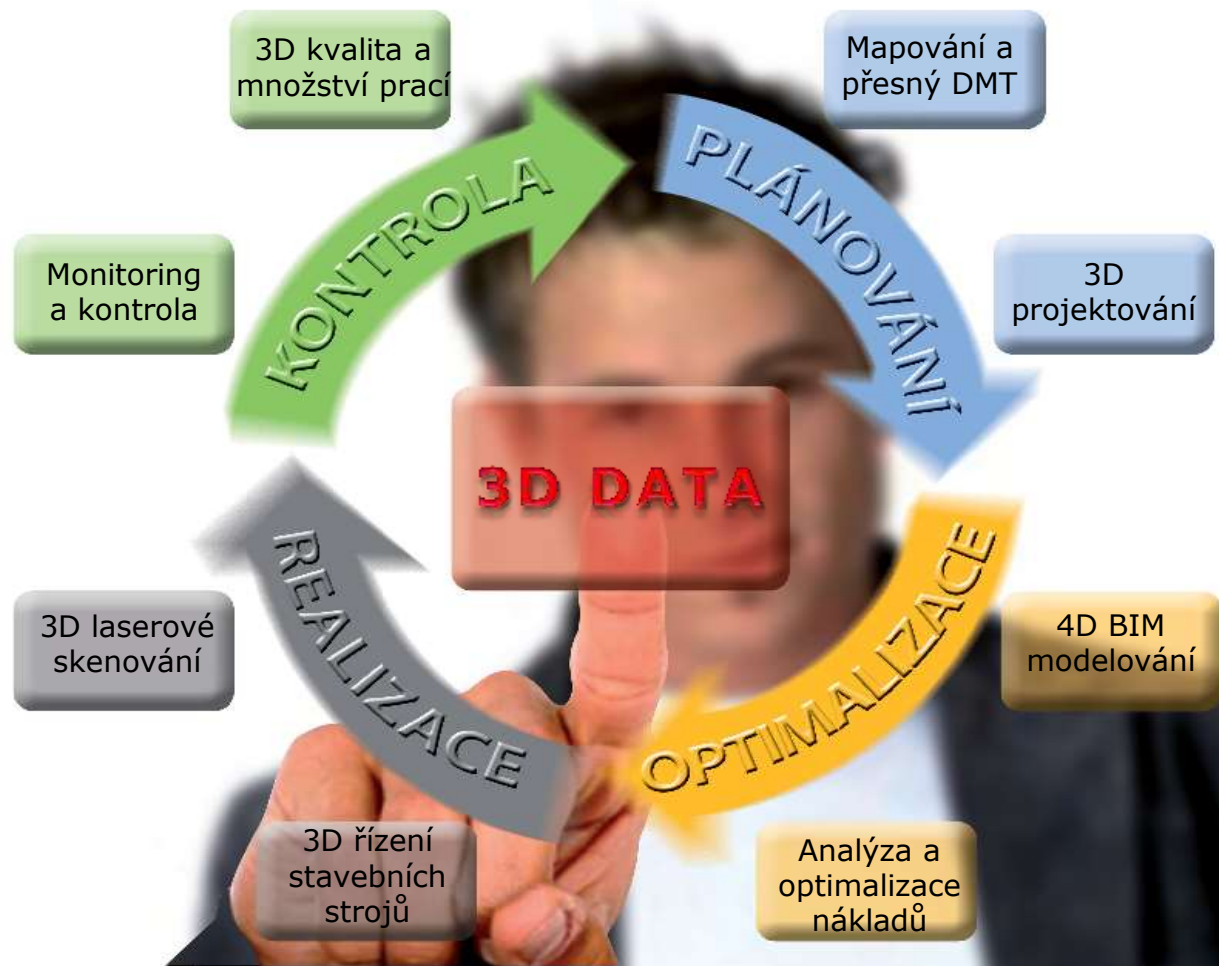 3D kvalita a
množství prací
Mapování a
přesný DMT
KONTROLA
PLÁNOVÁNÍ
Monitoring
a kontrola
3D
projektování
3D DATA
REALIZACE
OPTIMALIZACE
3D laserové
skenování
4D BIM
modelování
3D řízení
stavebních
strojů
Analýza a
optimalizace
nákladů